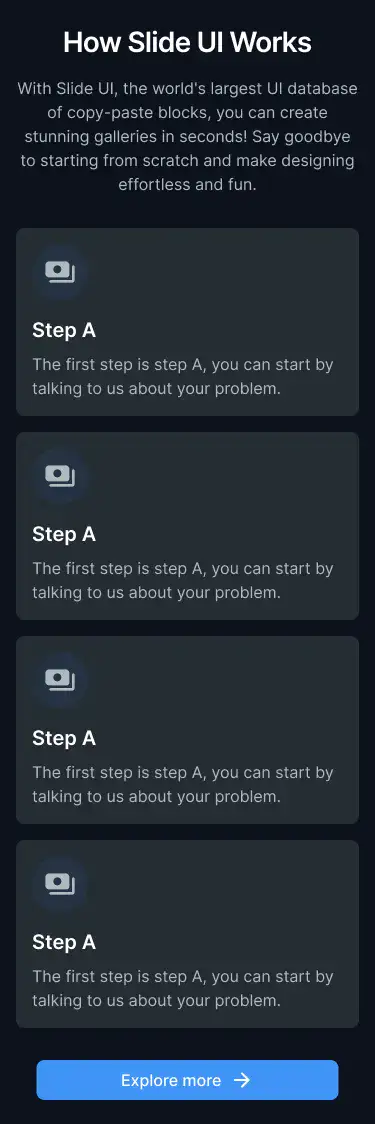 How Slide UI Works
With Slide UI, the world's largest UI database
of copy-paste blocks, you can create
stunning galleries in seconds! Say goodbye
to starting from scratch and make designing
effortless and fun.
Step A
The first step is step A, you can start by
talking to us about your problem.
Step A
The first step is step A, you can start by
talking to us about your problem.
Step A
The first step is step A, you can start by
talking to us about your problem.
Step A
The first step is step A, you can start by
talking to us about your problem.
Explore more